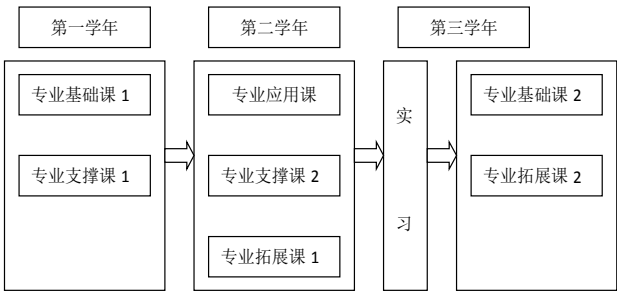 第一学年
第二学年
第三学年
专业基础课 1
专业支撑课 1
专业应用课
专业支撑课 2
专业拓展课 1
实
习
专业基础课 2
专业拓展课 2